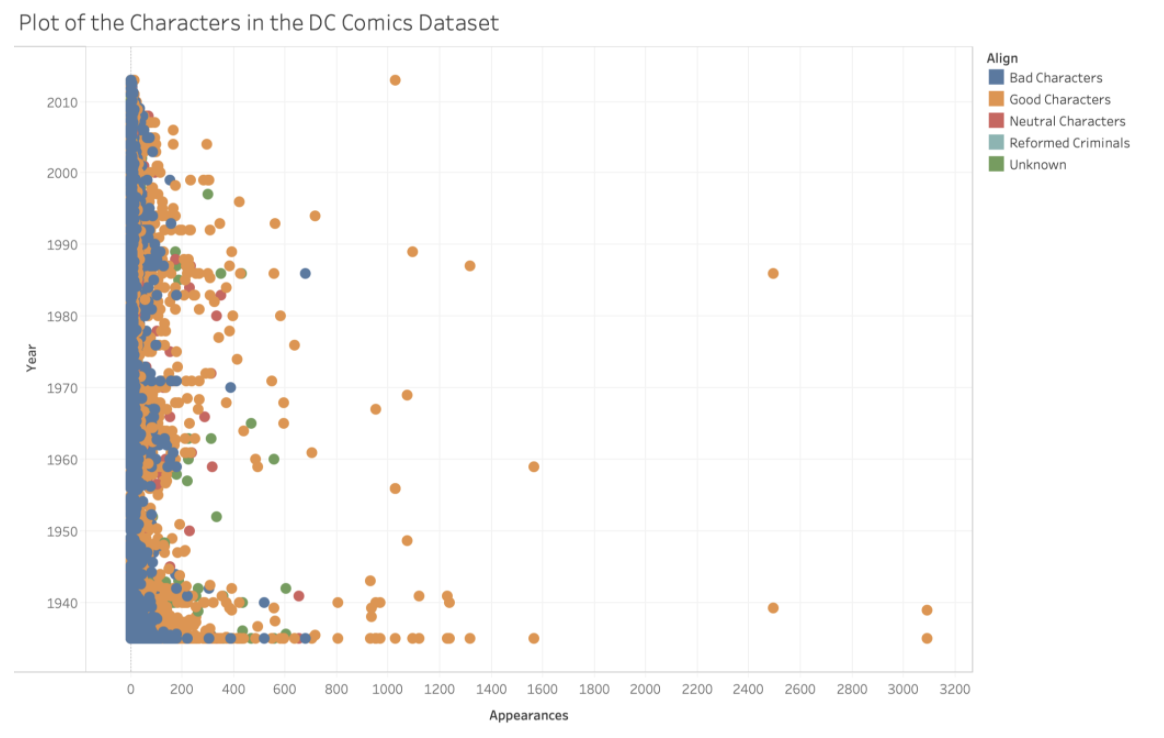 Plot of the Characters in the DC Comics Dataset
Align
Bad Characters
Good Characters
Neutral Characters
Reformed Criminals
Unknown
2010
2000
1990
1980
1970
1960
1950
1940
Year
0 200 400 600 800 1000 1200 1400 1600 1800 2000 2200 2400 2600 2800 3000 3200
Appearances